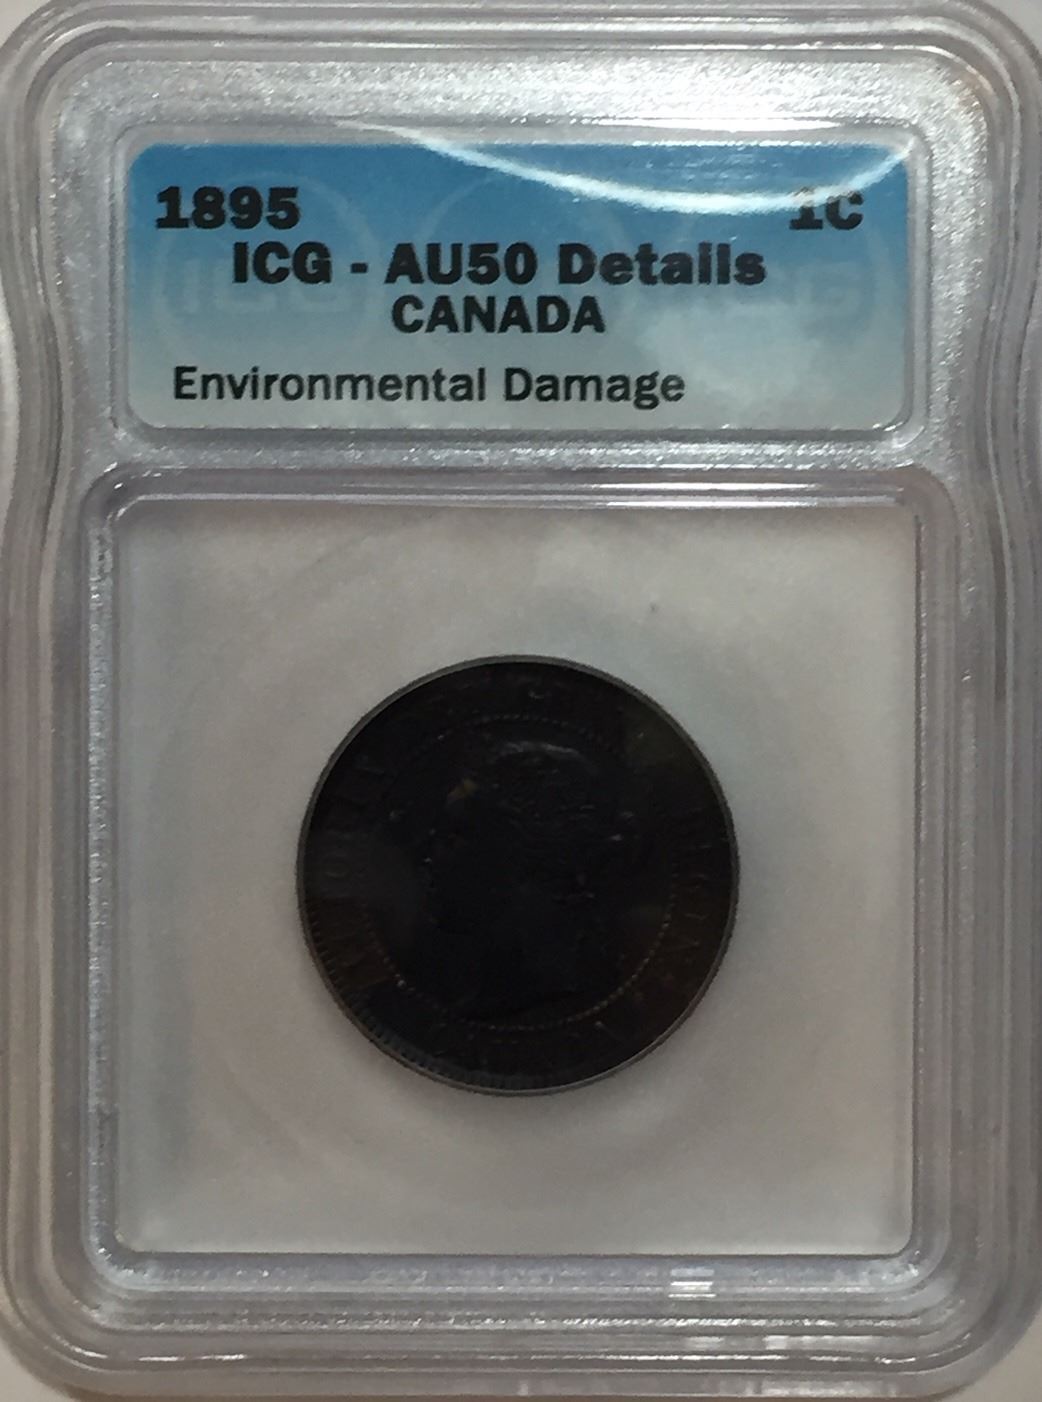 1895 1C
ICG - AU50 Details
CANADA
Environmental Damage